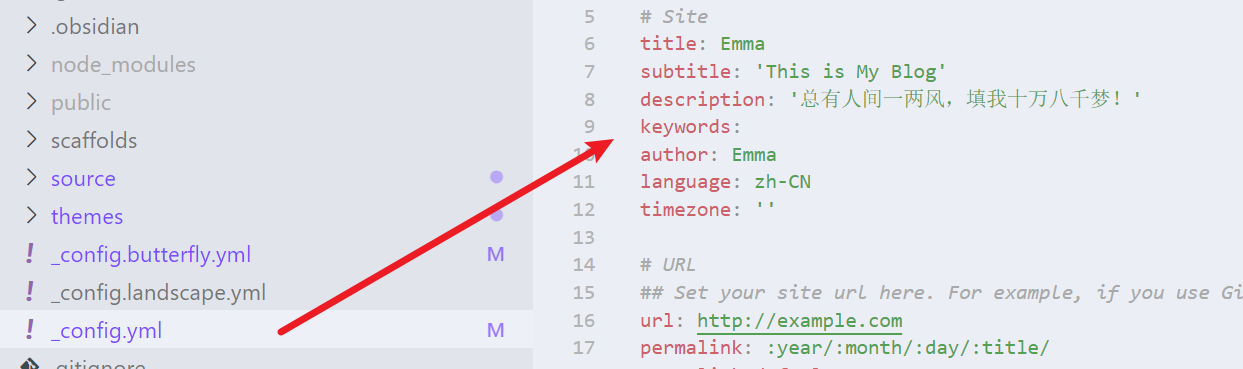 .obsidian
node_modules
public
scaffolds
source
themes
! _config.butterfly.yml M
_config.landscape.yml
! _config.yml M
.gitignore
5 # Site
6 title: Emma
7 subtitle: 'This is My Blog'
8 description: '总有人间一两风，填我十万八千梦！'
9 keywords:
10 author: Emma
11 language: zh-CN
12 timezone: ''
13
14 # URL
15 ## Set your site url here. For example, if you use Gi
16 url: http://example.com
17 permalink: :year/:month/:day/:title/